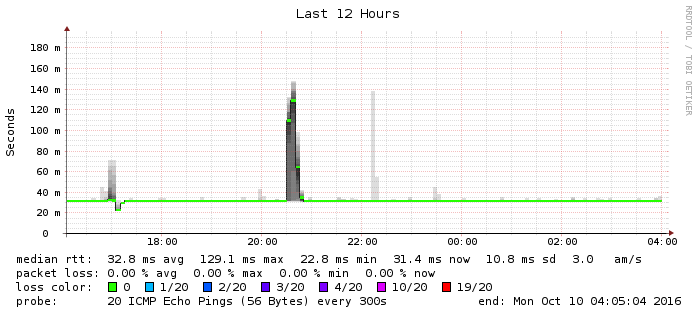 Last 12 Hours
RRDTOOL / TOBI OETIKER
Seconds
180 m
160 m
140 m
120 m
100 m
80 m
60 m
40 m
20 m
0
18:00 20:00 22:00 00:00 02:00 04:00
median rtt: 32.8 ms avg 129.1 ms max 22.8 ms min 31.4 ms now 10.8 ms sd 3.0 am/s
packet loss: 0.00 % avg 0.00 % max 0.00 % min 0.00 % now
loss color: 0 1/20 2/20 3/20 4/20 10/20 19/20
probe: 20 ICMP Echo Pings (56 Bytes) every 300s end: Mon Oct 10 04:05:04 2016